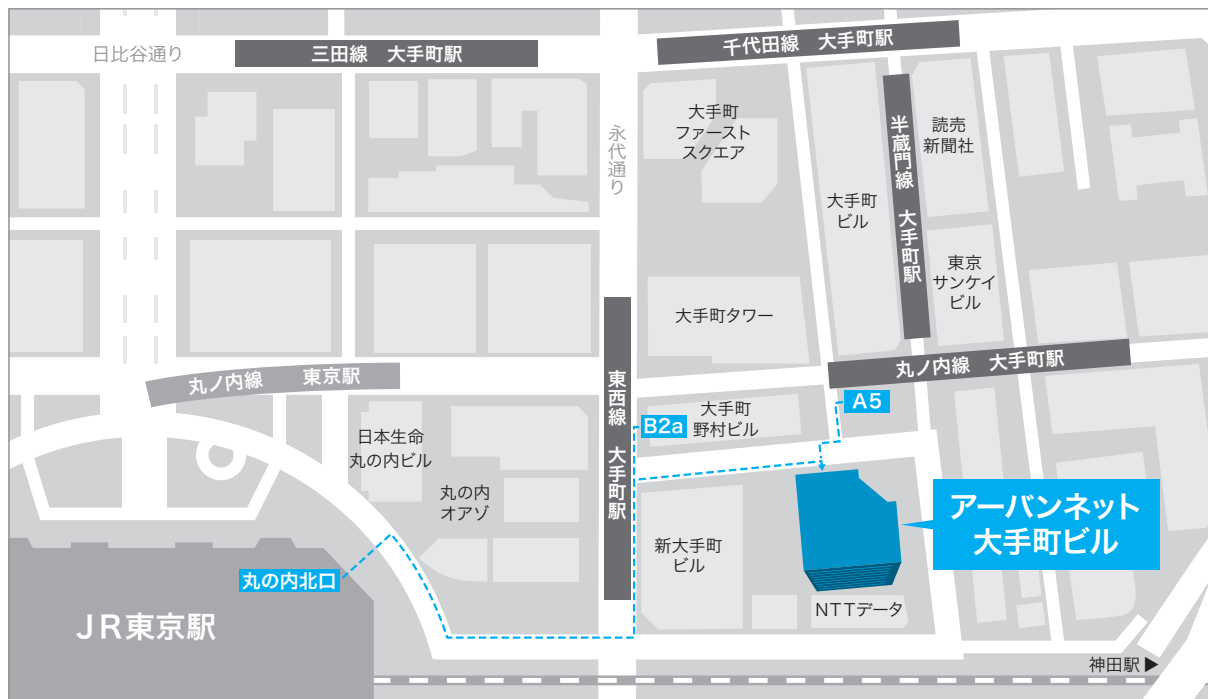 日比谷通り
三田線 大手町駅
千代田線 大手町駅
永代通り
大手町
ファースト
スクエア
大手町
ビル
半蔵門線 大手町駅
読売
新聞社
東京
サンケイ
ビル
大手町タワー
丸ノ内線 東京駅
東西線 大手町駅
丸ノ内線 大手町駅
A5
B2a
大手町
野村ビル
日本生命
丸の内ビル
丸の内
オアゾ
アーバンネット
大手町ビル
新大手町
ビル
丸の内北口
NTTデータ
JR東京駅
神田駅▶